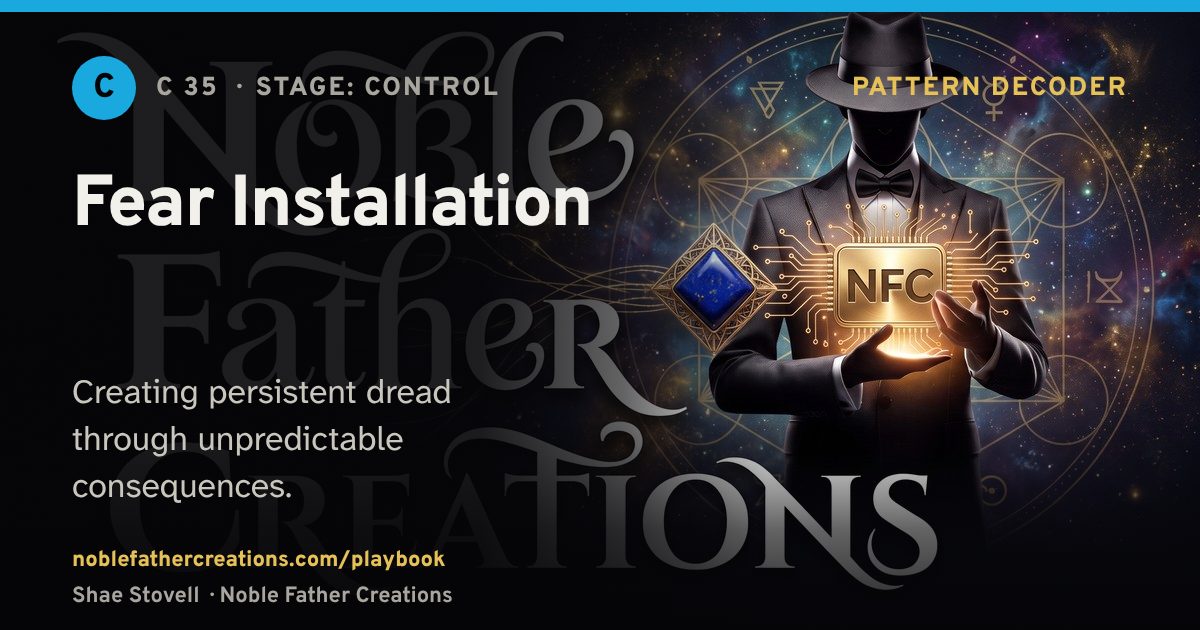 C
C 35 · STAGE: CONTROL
PATTERN DECODER
Fear Installation
NFC
Creating persistent dread
through unpredictable
consequences.
noblefathercreations.com/playbook
Shae Stovell · Noble Father Creations
Noble
Father
Creations